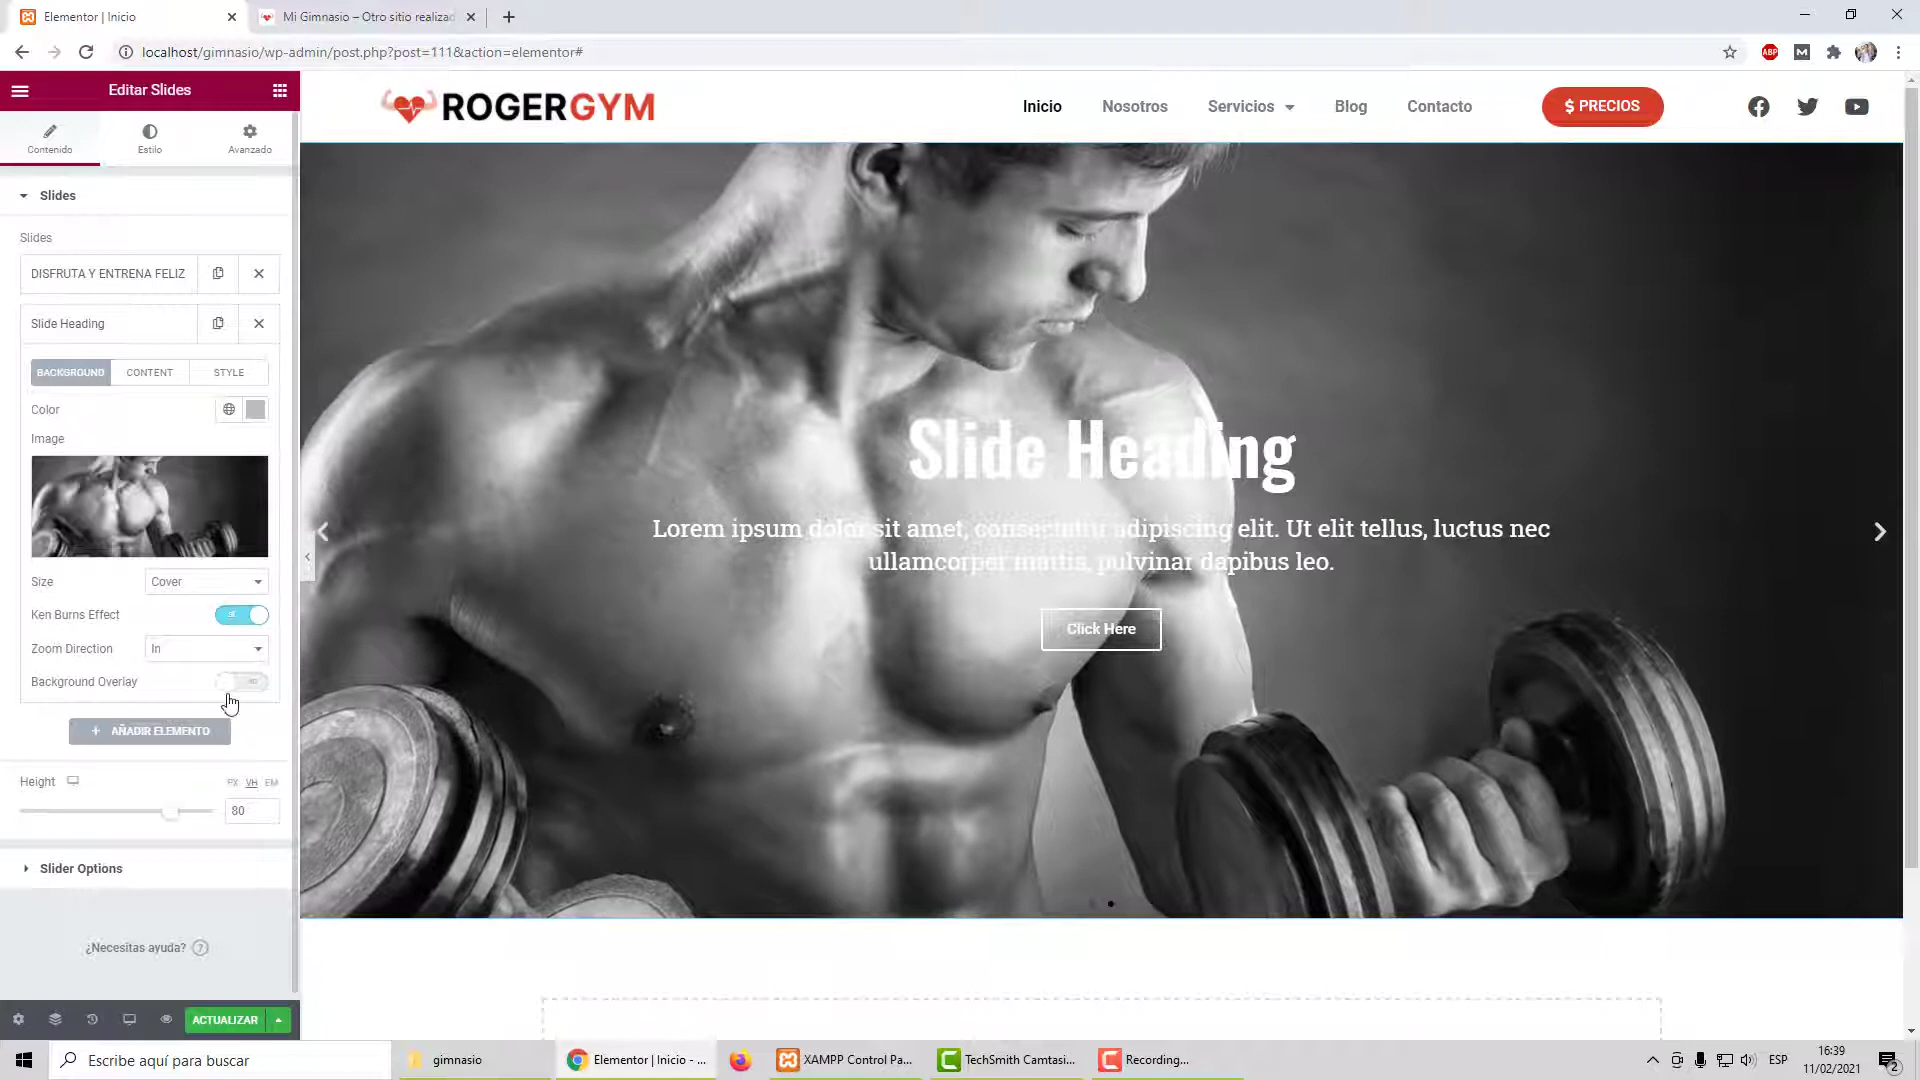 Elementor | Inicio
Mi Gimnasio – Otro sitio realizad
localhost/gimnasio/wp-admin/post.php?post=111&action=elementor#
ABP
M
Editar Slides
Contenido
Estilo
Avanzado
Slides
Slides
DISFRUTA Y ENTRENA FELIZ
Slide Heading
BACKGROUND
CONTENT
STYLE
Color
Image
Size
Cover
Ken Burns Effect
Zoom Direction
In
Background Overlay
NO
+ AÑADIR ELEMENTO
Height
PX VH EM
80
Slider Options
¿Necesitas ayuda? ?
ACTUALIZAR
ROGERGYM
Inicio
Nosotros
Servicios
Blog
Contacto
$ PRECIOS
Slide Heading
Lorem ipsum dolor sit amet, consectetur adipiscing elit. Ut elit tellus, luctus nec
ullamcorper mattis, pulvinar dapibus leo.
Click Here
Escribe aquí para buscar
gimnasio
Elementor | Inicio - ...
XAMPP Control Pa...
TechSmith Camtasi...
Recording...
ESP
16:39
11/02/2021
2